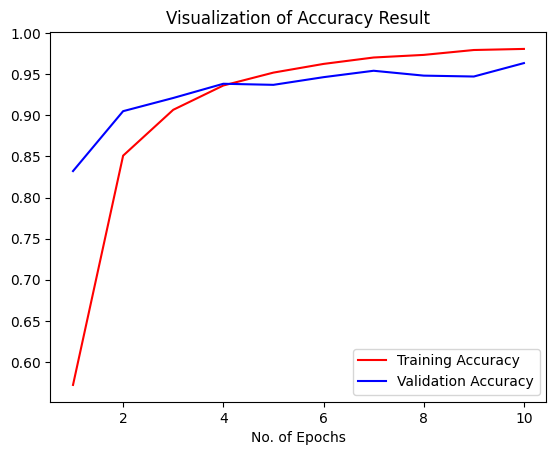 Visualization of Accuracy Result
1.00
0.95
0.90
0.85
0.80
0.75
0.70
0.65
0.60
Training Accuracy
Validation Accuracy
2 4 6 8 10
No. of Epochs